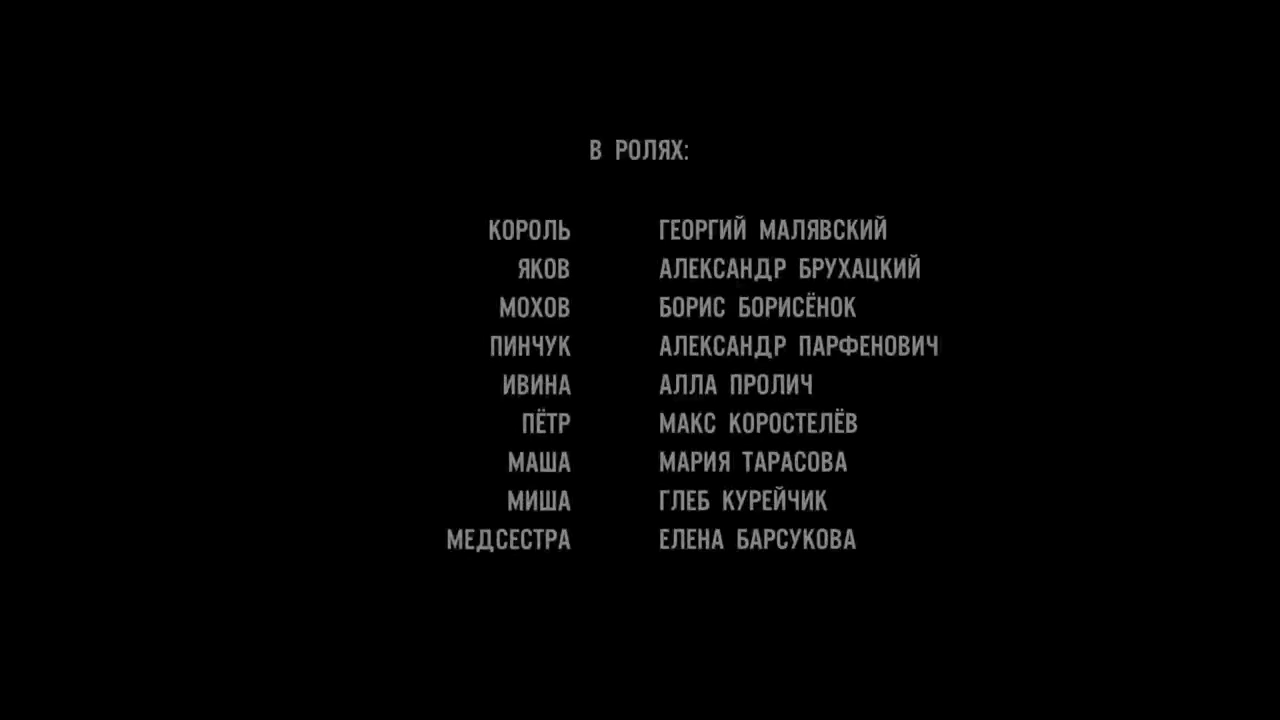 В РОЛЯХ:
КОРОЛЬ ГЕОРГИЙ МАЛЯВСКИЙ
ЯКОВ АЛЕКСАНДР БРУХАЦКИЙ
МОХОВ БОРИС БОРИСЁНОК
ПИНЧУК АЛЕКСАНДР ПАРФЕНОВИЧ
ИВИНА АЛЛА ПРОЛИЧ
ПЁТР МАКС КОРОСТЕЛЁВ
МАША МАРИЯ ТАРАСОВА
МИША ГЛЕБ КУРЕЙЧИК
МЕДСЕСТРА ЕЛЕНА БАРСУКОВА